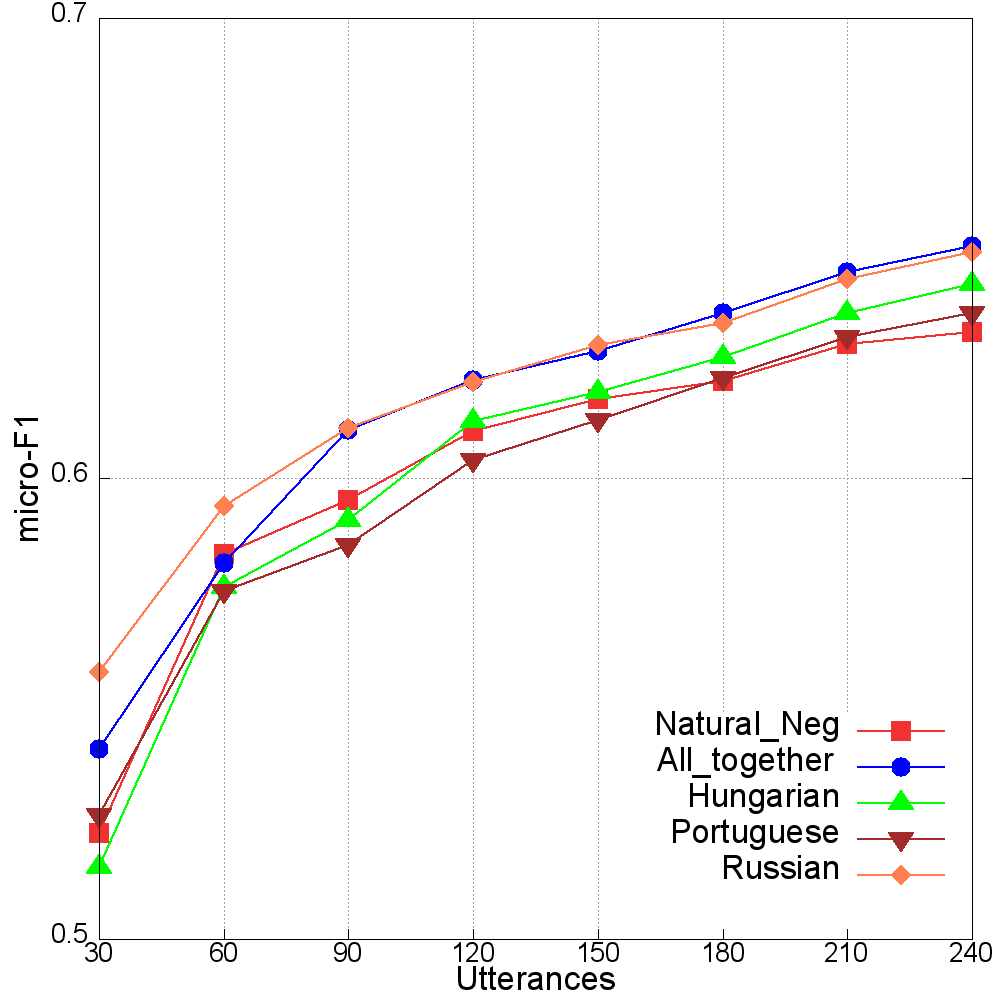 0.7
0.6
0.5
micro-F1
30 60 90 120 150 180 210 240
Utterances
Natural_Neg
All_together
Hungarian
Portuguese
Russian